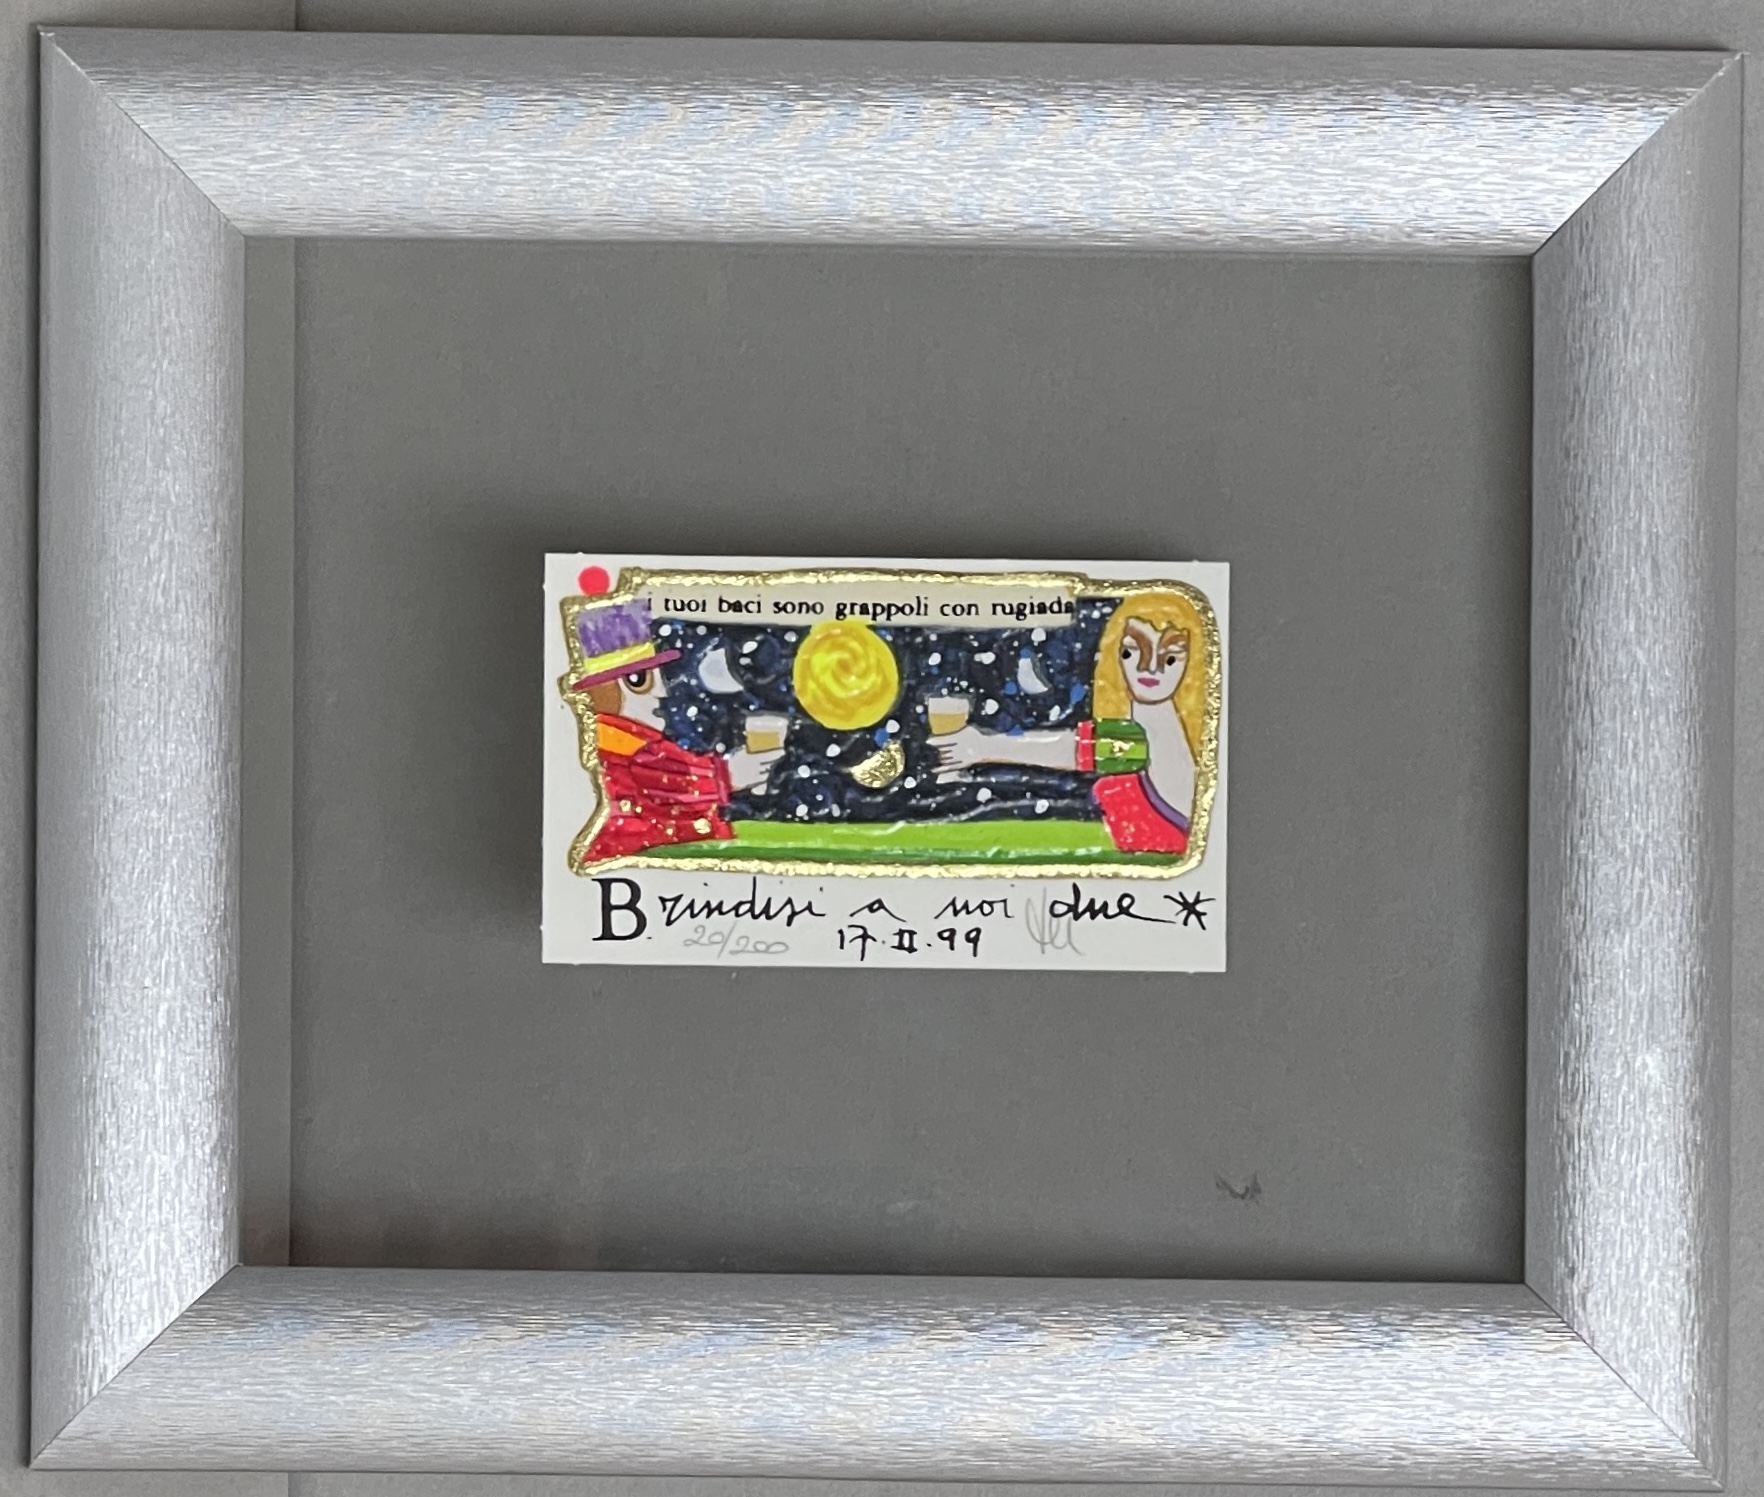 i tuoi baci sono grappoli con rugiada
Brindisi a noi due *
20/200 17.II.99